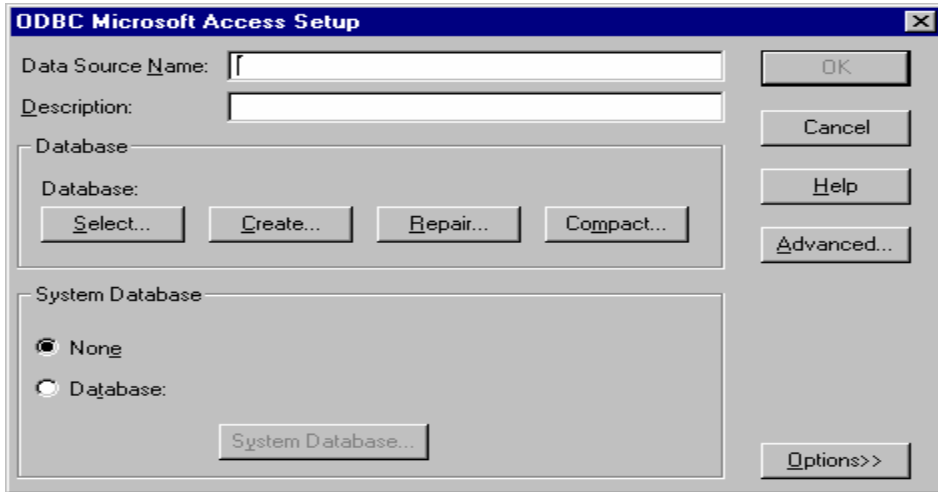 ODBC Microsoft Access Setup
Data Source Name:
OK
Description:
Cancel
Database
Database:
Help
Select...
Create...
Repair...
Compact...
Advanced...
System Database
None
Database:
System Database...
Options>>